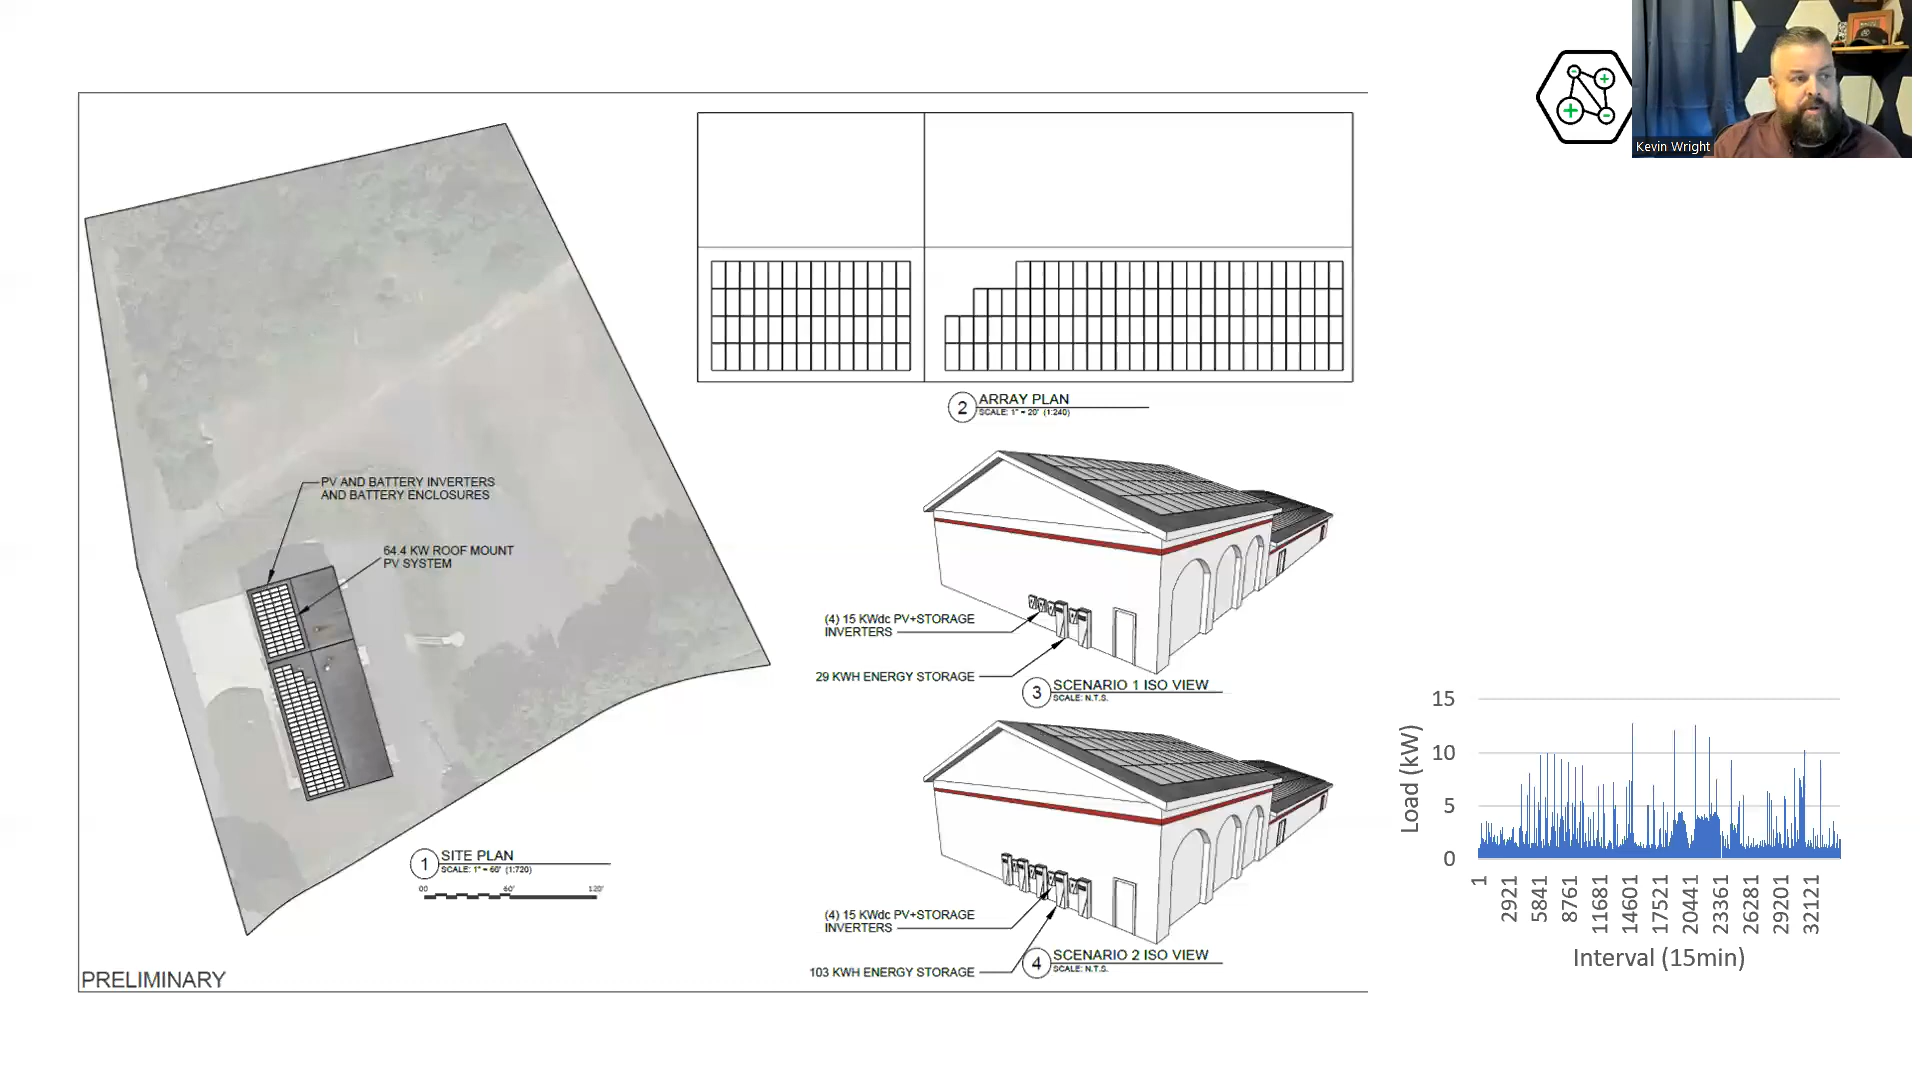 Kevin Wright
PV AND BATTERY INVERTERS
AND BATTERY ENCLOSURES
64.4 KW ROOF MOUNT
PV SYSTEM
1
SITE PLAN
SCALE: 1" = 60' (1:720)
00
60'
120'
PRELIMINARY
2
ARRAY PLAN
SCALE: 1" = 20' (1:240)
(4) 15 KWdc PV+STORAGE
INVERTERS
29 KWH ENERGY STORAGE
3
SCENARIO 1 ISO VIEW
SCALE: N.T.S.
(4) 15 KWdc PV+STORAGE
INVERTERS
103 KWH ENERGY STORAGE
4
SCENARIO 2 ISO VIEW
SCALE: N.T.S.
Load (kW)
15
10
5
0
1
2921
5841
8761
11681
14601
17521
20441
23361
26281
29201
32121
Interval (15min)